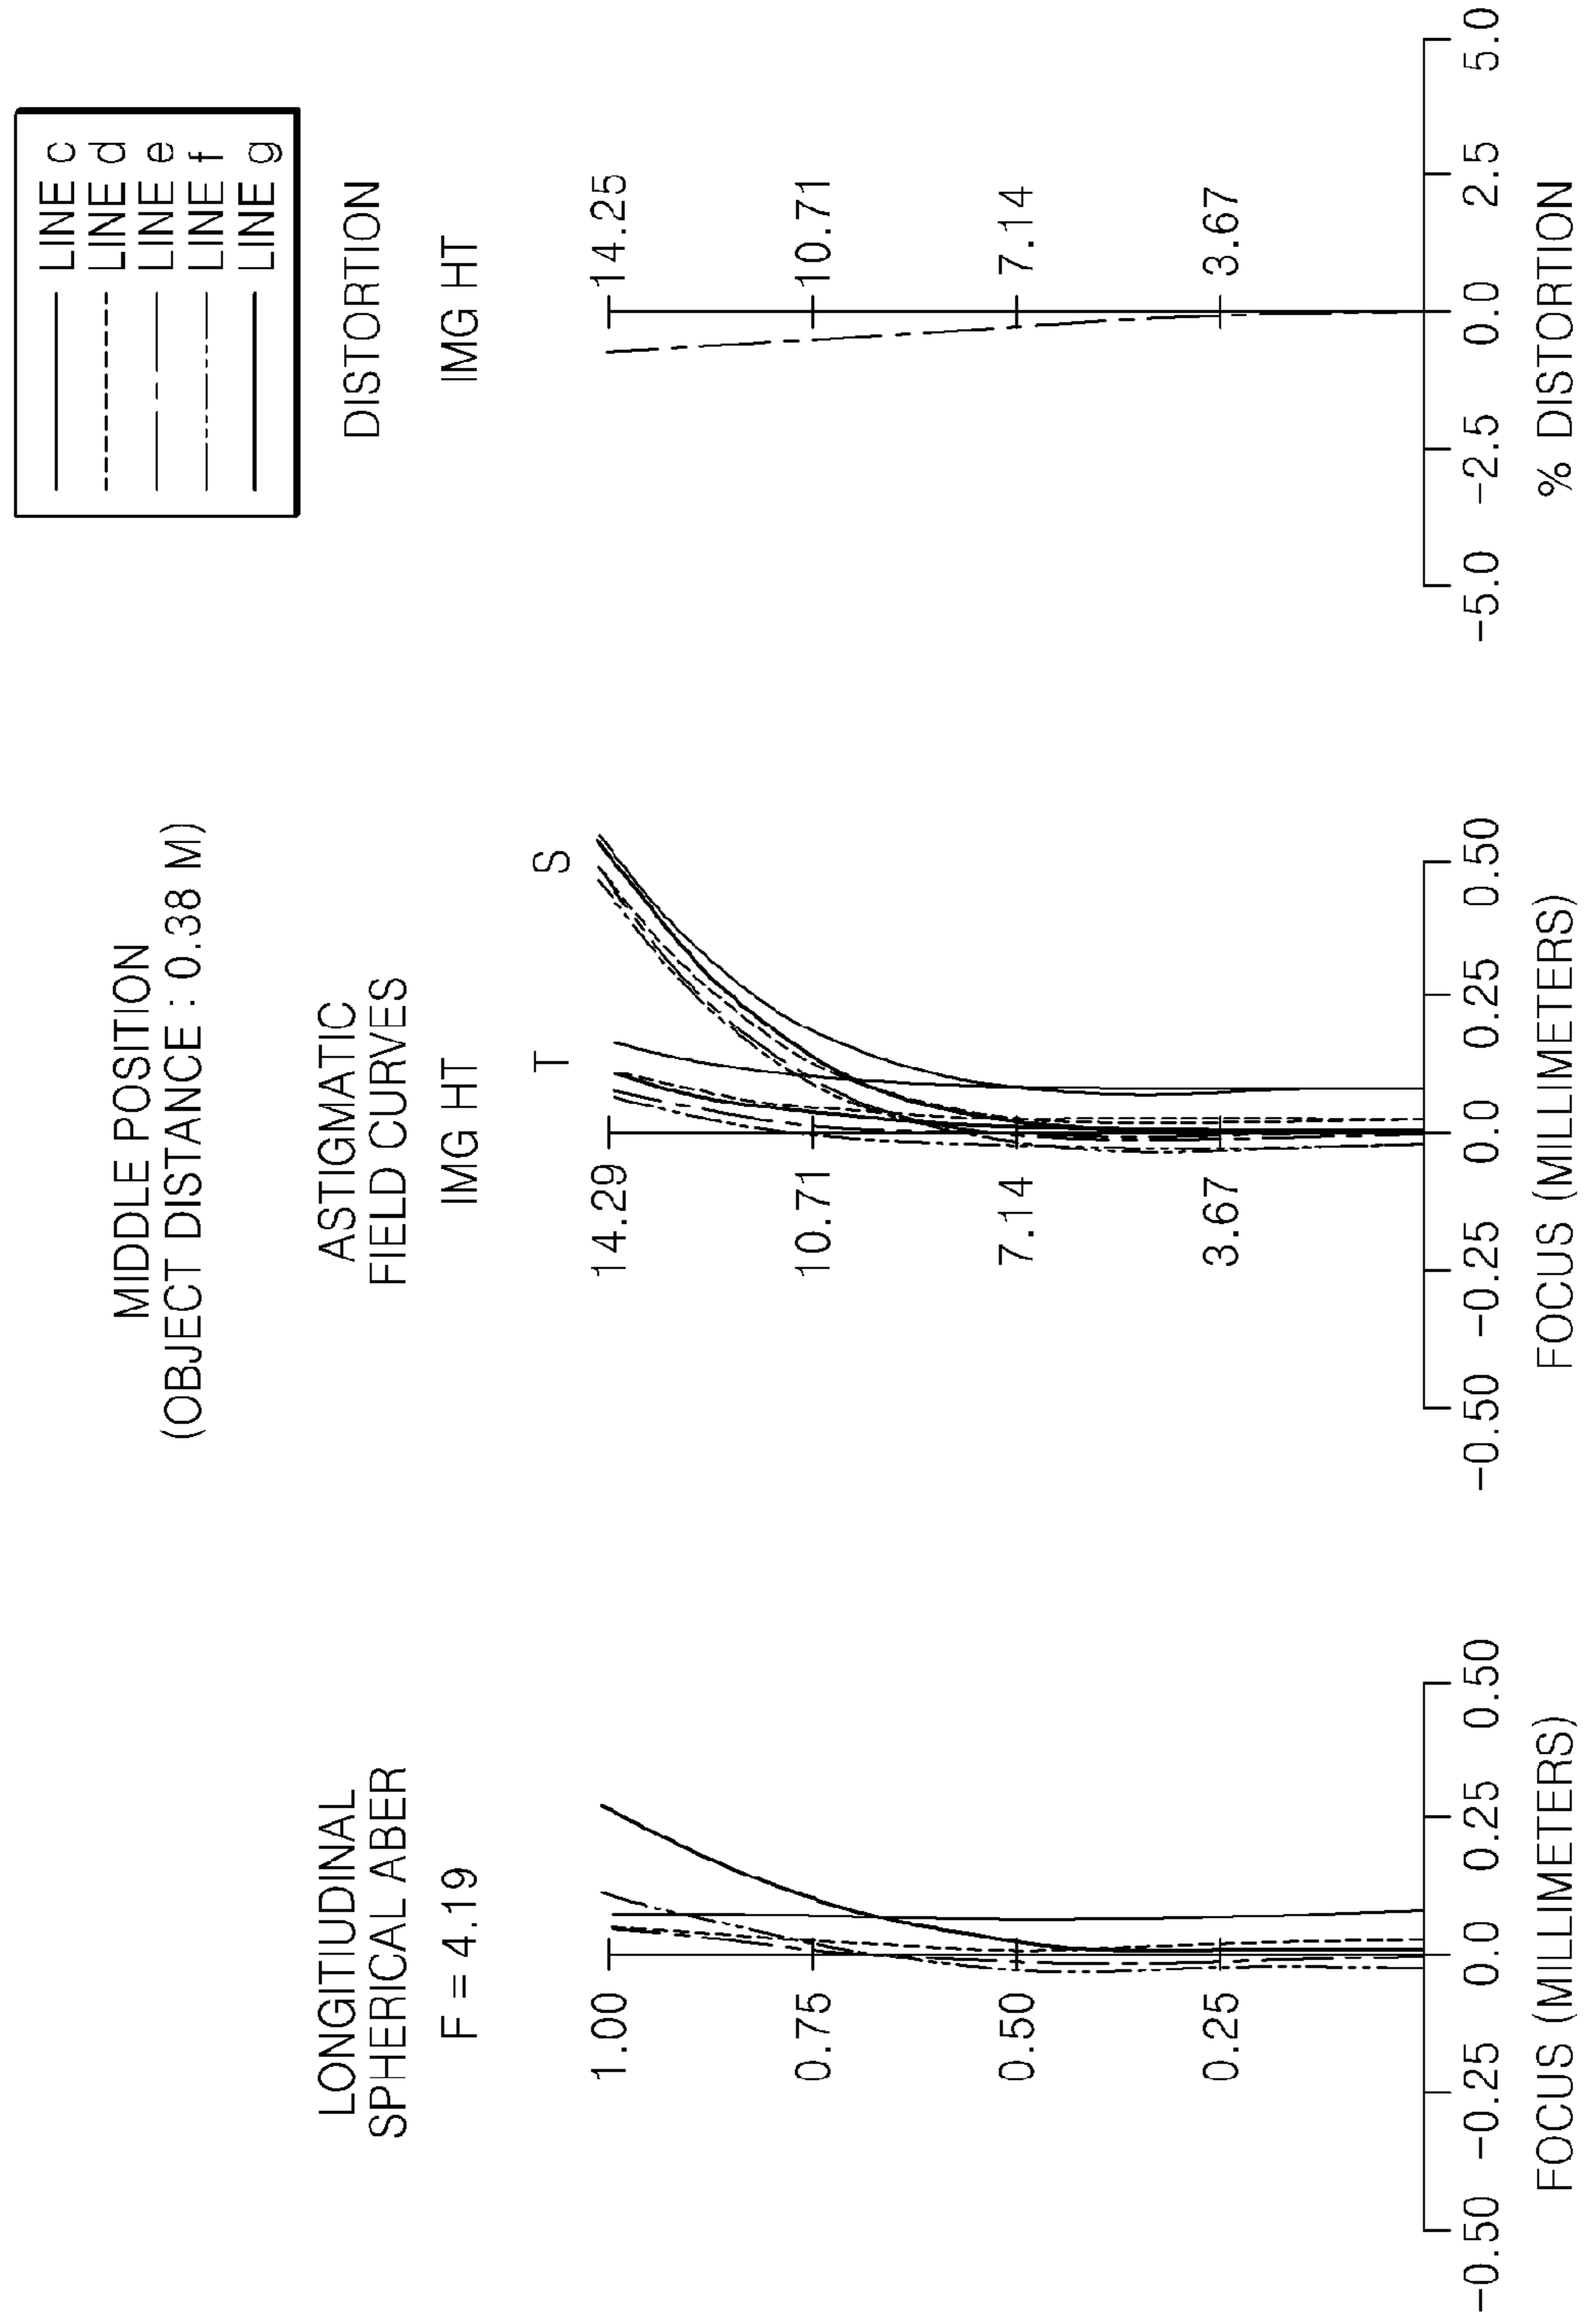 MIDDLE POSITION
(OBJECT DISTANCE : 0.38 M)
LINE c
LINE d
LINE e
LINE f
LINE g
LONGITIUDINAL
SPHERICAL ABER
F = 4.19
1.00
0.75
0.50
0.25
-0.50 -0.25 0.0 0.25 0.50
FOCUS (MILLIMETERS)
ASTIGMATIC
FIELD CURVES
IMG HT
T S
14.29
10.71
7.14
3.67
-0.50 -0.25 0.0 0.25 0.50
FOCUS (MILLIMETERS)
DISTORTION
IMG HT
14.25
10.71
7.14
3.67
-5.0 -2.5 0.0 2.5 5.0
% DISTORTION